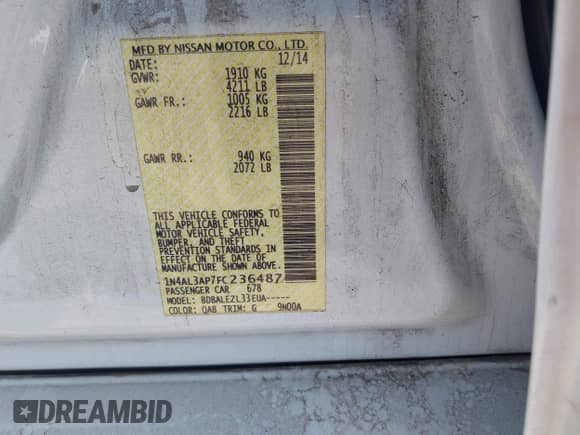 MFD BY NISSAN MOTOR CO., LTD.
DATE: 12/14
GVWR: 1910 KG
4211 LB
GAWR FR.: 1005 KG
2216 LB
GAWR RR.: 940 KG
2072 LB
THIS VEHICLE CONFORMS TO
ALL APPLICABLE FEDERAL
MOTOR VEHICLE SAFETY,
BUMPER, AND THEFT
PREVENTION STANDARDS IN
EFFECT ON THE DATE OF
MANUFACTURE SHOWN ABOVE.
1N4AL3AP7FC236487
PASSENGER CAR 678
MODEL: BDBALEZL33EUA-----
COLOR: QAB TRIM: G 9N00A
DREAMBID